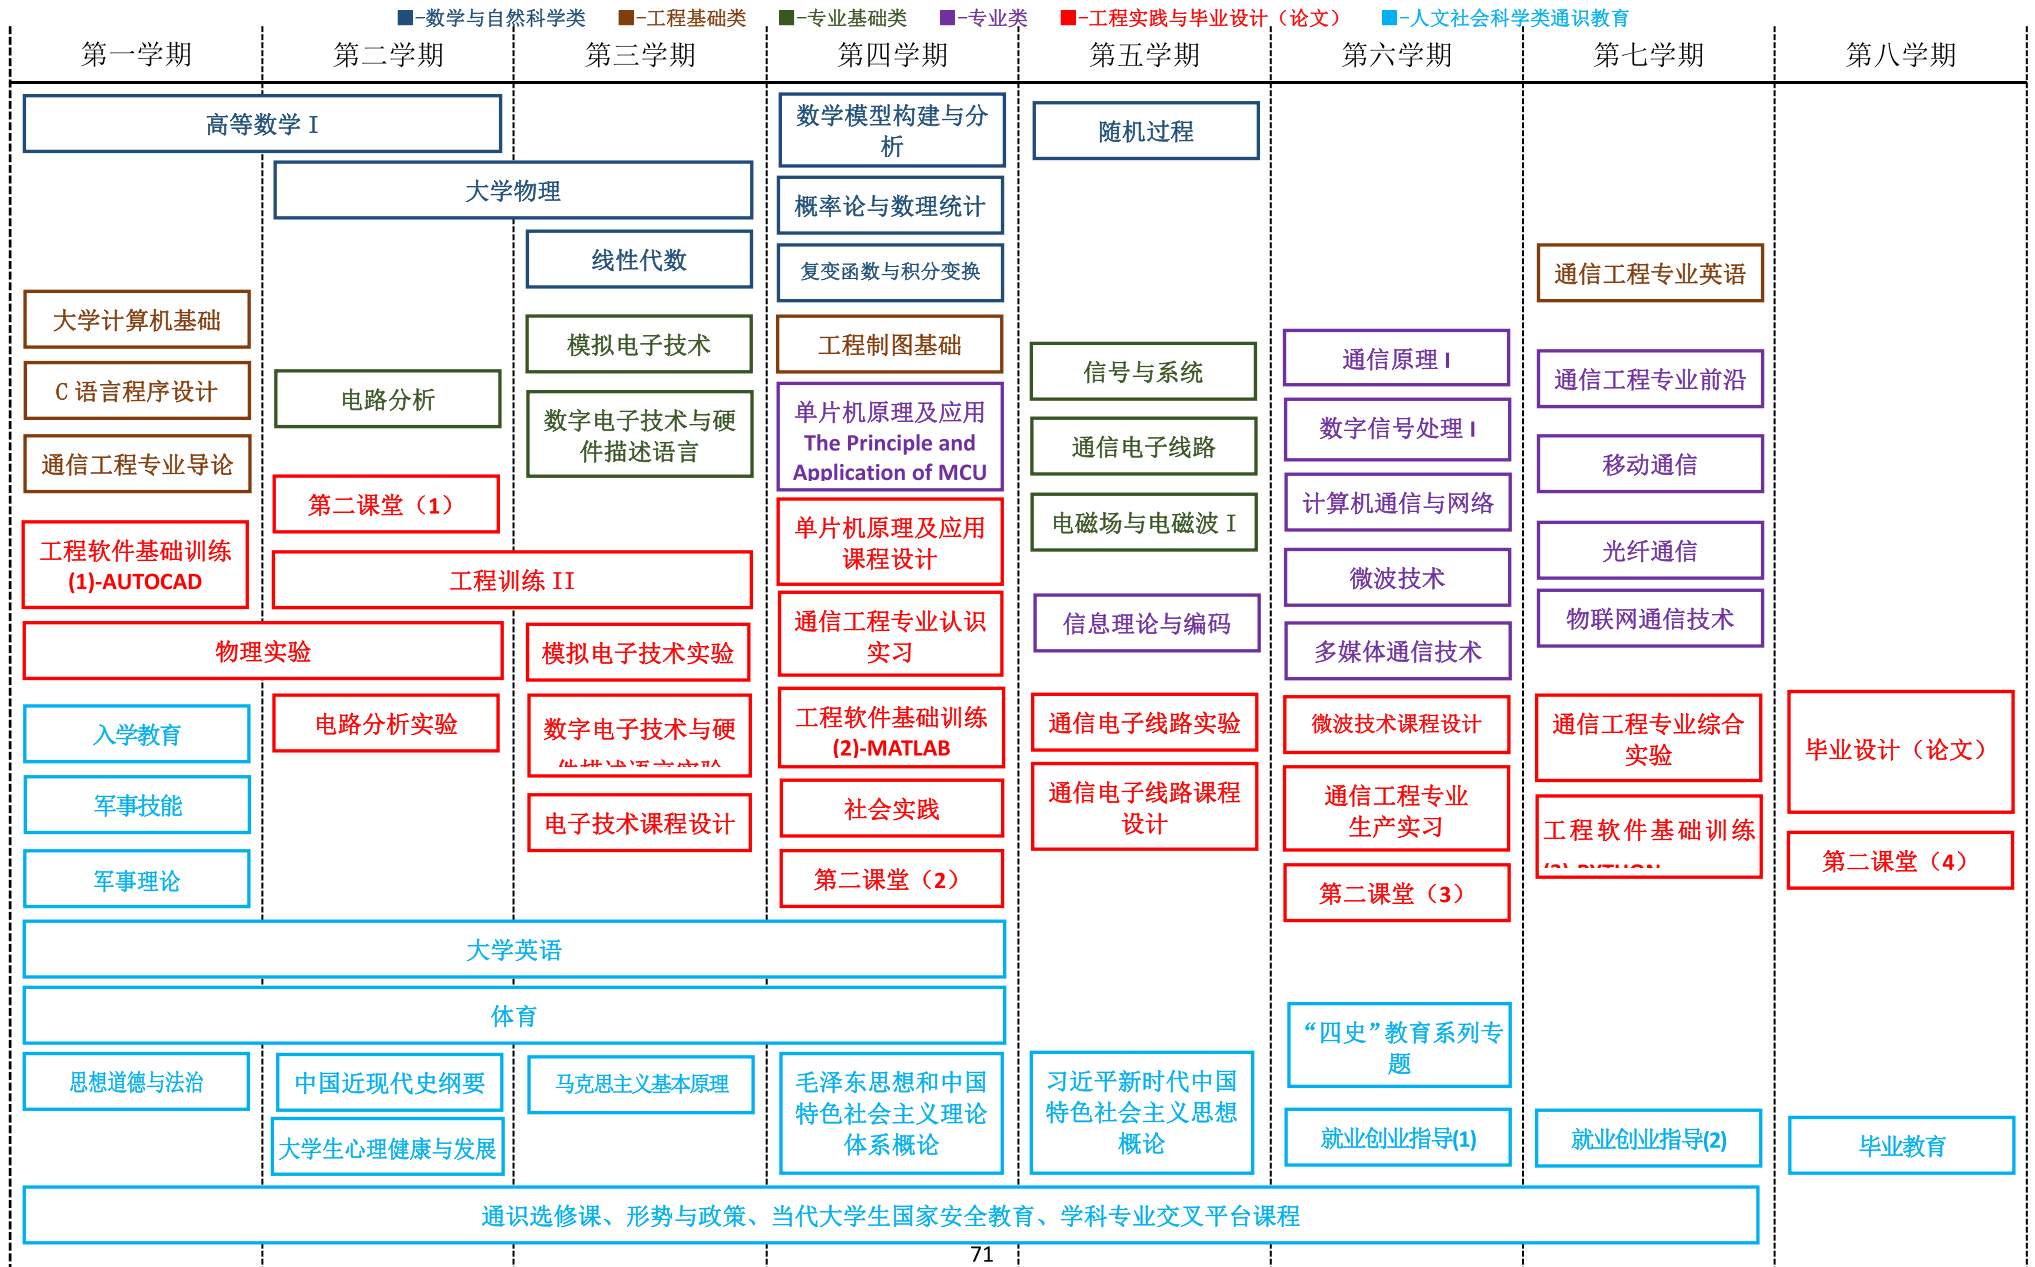 ■-数学与自然科学类 ■-工程基础类 ■-专业基础类 ■-专业类 ■-工程实践与毕业设计（论文） ■-人文社会科学类通识教育
第一学期 第二学期 第三学期 第四学期 第五学期 第六学期 第七学期 第八学期
高等数学 I
大学物理
线性代数
数学模型构建与分
析
概率论与数理统计
复变函数与积分变换
随机过程
大学计算机基础
C 语言程序设计
通信工程专业导论
工程软件基础训练
(1)-AUTOCAD
物理实验
入学教育
军事技能
军事理论
电路分析
第二课堂（1）
工程训练 II
电路分析实验
模拟电子技术
数字电子技术与硬
件描述语言
模拟电子技术实验
数字电子技术与硬
件描述语言实验
电子技术课程设计
工程制图基础
单片机原理及应用
The Principle and
Application of MCU
单片机原理及应用
课程设计
通信工程专业认识
实习
工程软件基础训练
(2)-MATLAB
社会实践
第二课堂（2）
信号与系统
通信电子线路
电磁场与电磁波 I
信息理论与编码
通信电子线路实验
通信电子线路课程
设计
通信原理 I
数字信号处理 I
计算机通信与网络
微波技术
多媒体通信技术
微波技术课程设计
通信工程专业
生产实习
第二课堂（3）
通信工程专业英语
通信工程专业前沿
移动通信
光纤通信
物联网通信技术
通信工程专业综合
实验
工程软件基础训练
(3)-PYTHON
毕业设计（论文）
第二课堂（4）
大学英语
体育
思想道德与法治
中国近现代史纲要
大学生心理健康与发展
马克思主义基本原理
毛泽东思想和中国
特色社会主义理论
体系概论
习近平新时代中国
特色社会主义思想
概论
“四史”教育系列专
题
就业创业指导(1)
就业创业指导(2)
毕业教育
通识选修课、形势与政策、当代大学生国家安全教育、学科专业交叉平台课程
71